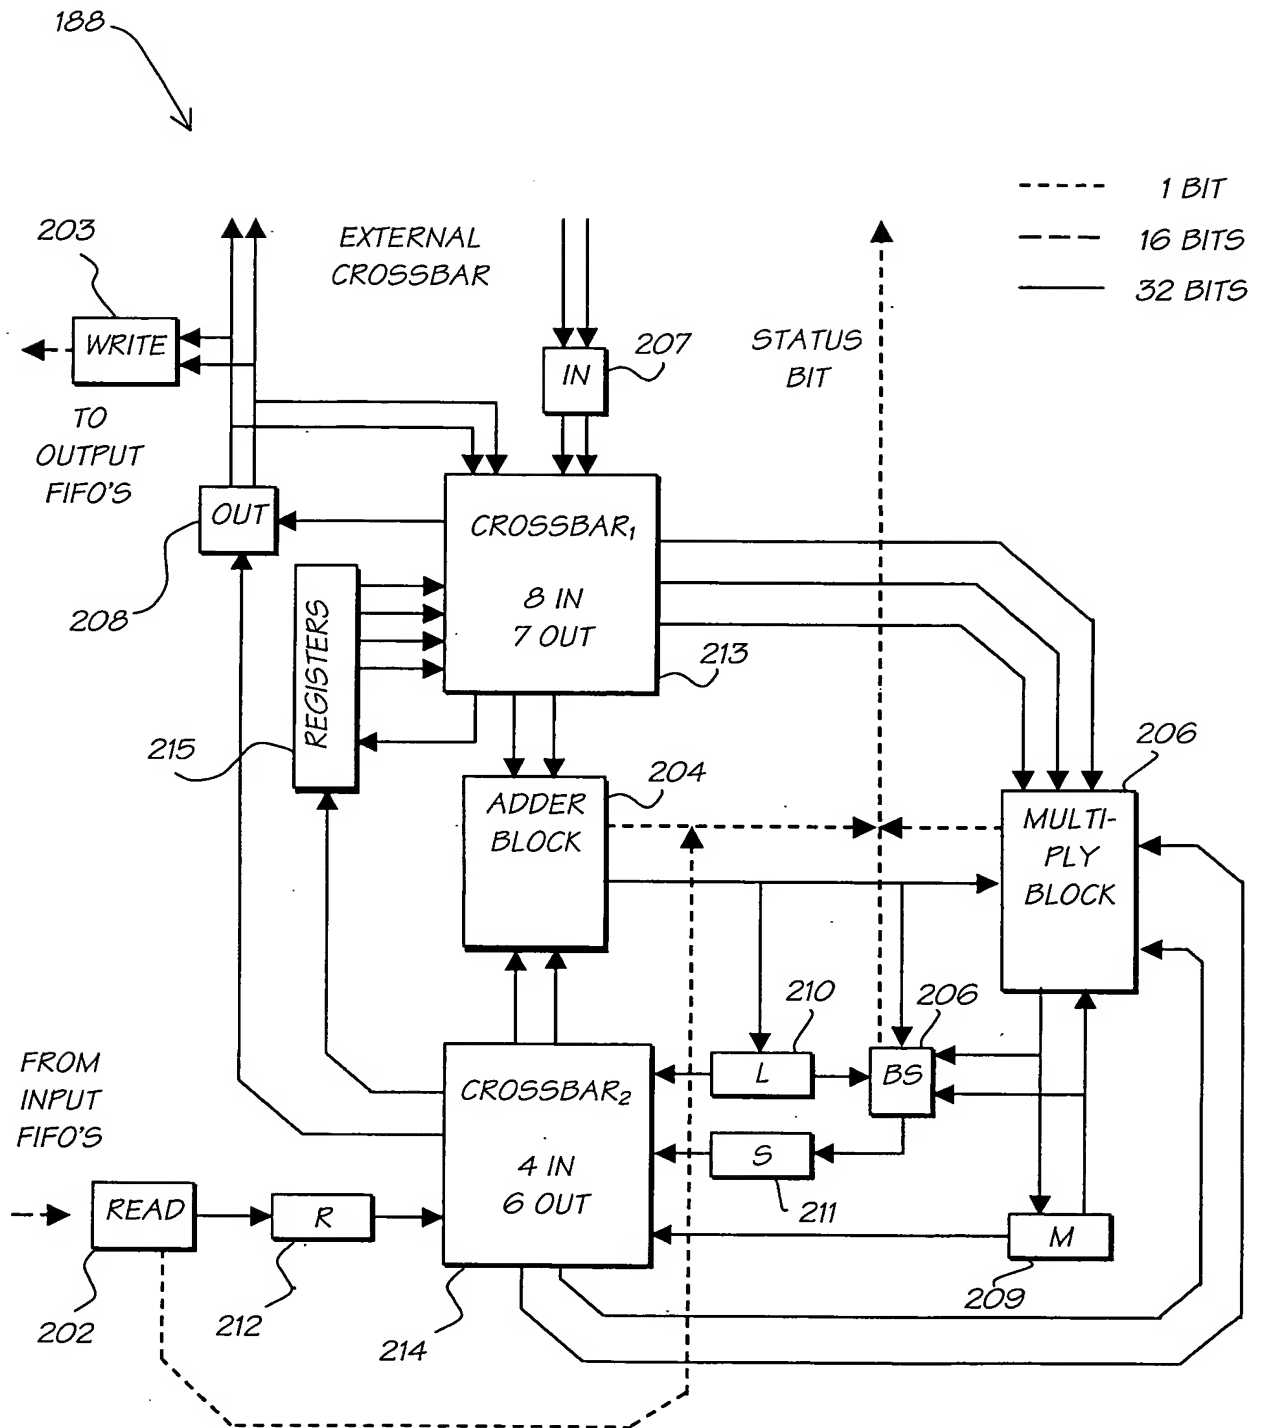 188
1 BIT
16 BITS
32 BITS
203
EXTERNAL
CROSSBAR
WRITE
IN
207
STATUS
BIT
TO
OUTPUT
FIFO'S
OUT
208
CROSSBAR₁
8 IN
7 OUT
213
REGISTERS
215
204
206
ADDER
BLOCK
MULTI-
PLY
BLOCK
210
206
FROM
INPUT
FIFO'S
CROSSBAR₂
4 IN
6 OUT
L
BS
S
211
READ
R
M
202
212
214
209